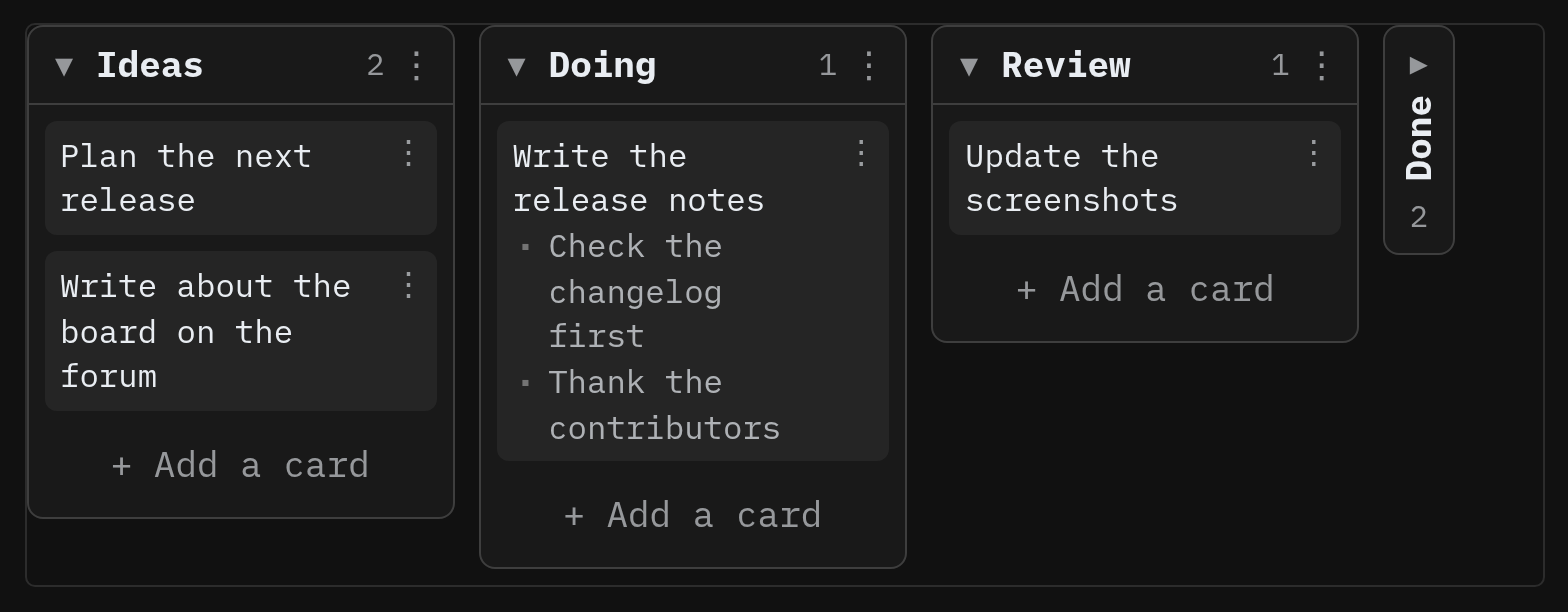 ▼ Ideas 2 ⋮
Plan the next ⋮
release
Write about the ⋮
board on the
forum
+ Add a card
▼ Doing 1 ⋮
Write the ⋮
release notes
▪ Check the
changelog
first
▪ Thank the
contributors
+ Add a card
▼ Review 1 ⋮
Update the ⋮
screenshots
+ Add a card
▶ Done 2